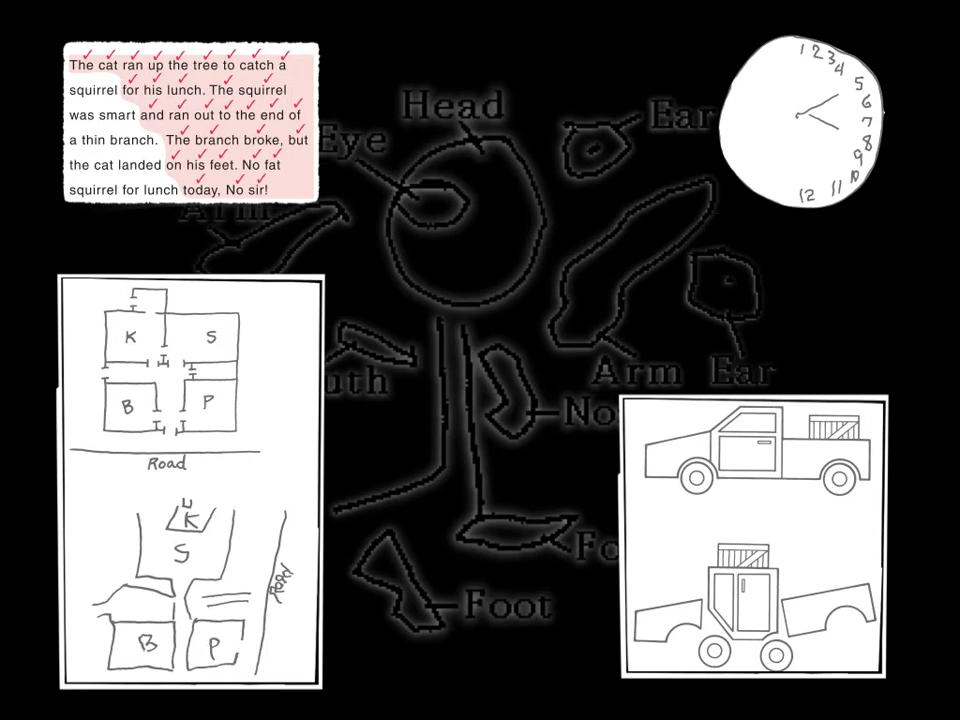 The cat ran up the tree to catch a
squirrel for his lunch. The squirrel
was smart and ran out to the end of
a thin branch. The branch broke, but
the cat landed on his feet. No fat
squirrel for lunch today, No sir!
1 2 3 4 5 6 7 8 9 10 11 12
Head
Ear
Eye
Arm
K S
B P
Road
uth
Arm Ear
No
K
S
Road
B P
Fo
Foot